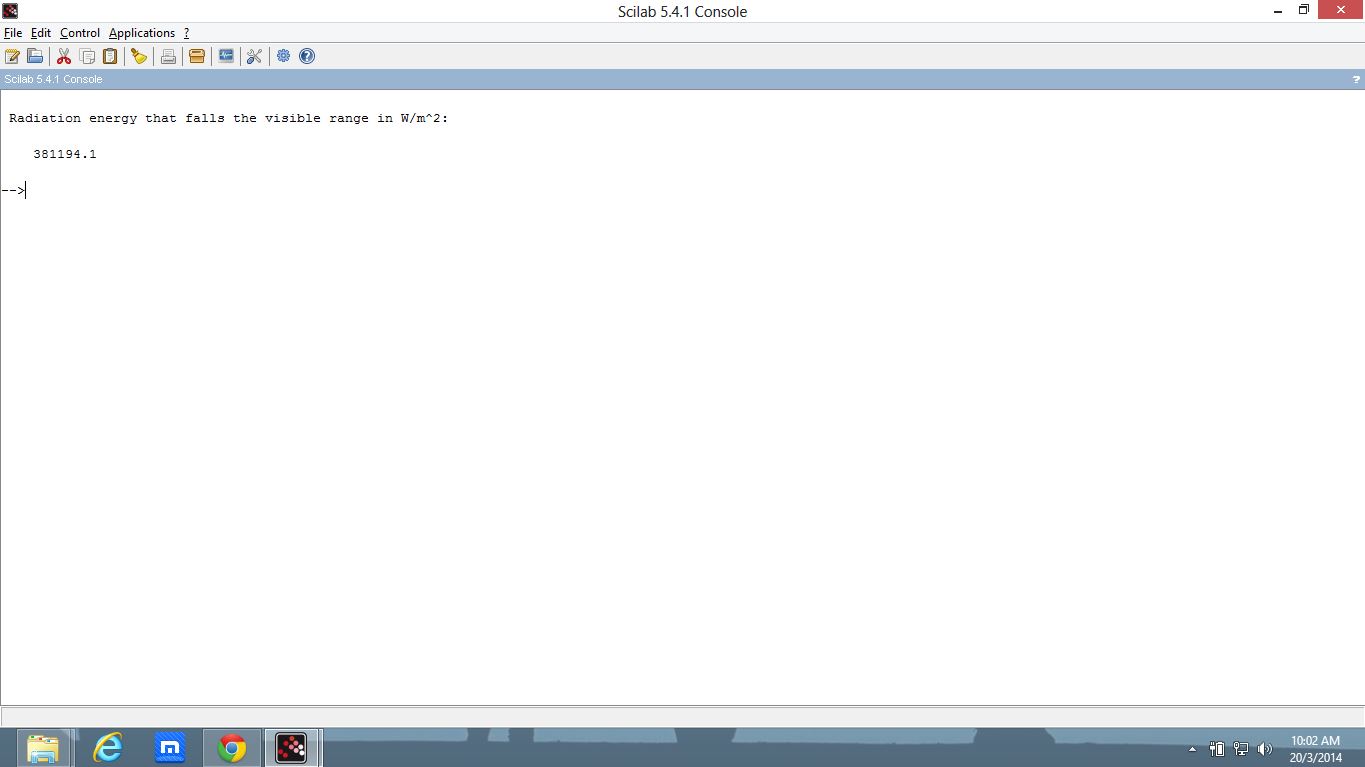 Scilab 5.4.1 Console
File Edit Control Applications ?
Scilab 5.4.1 Console ?
Radiation energy that falls the visible range in W/m^2:
381194.1
-->
10:02 AM
20/3/2014